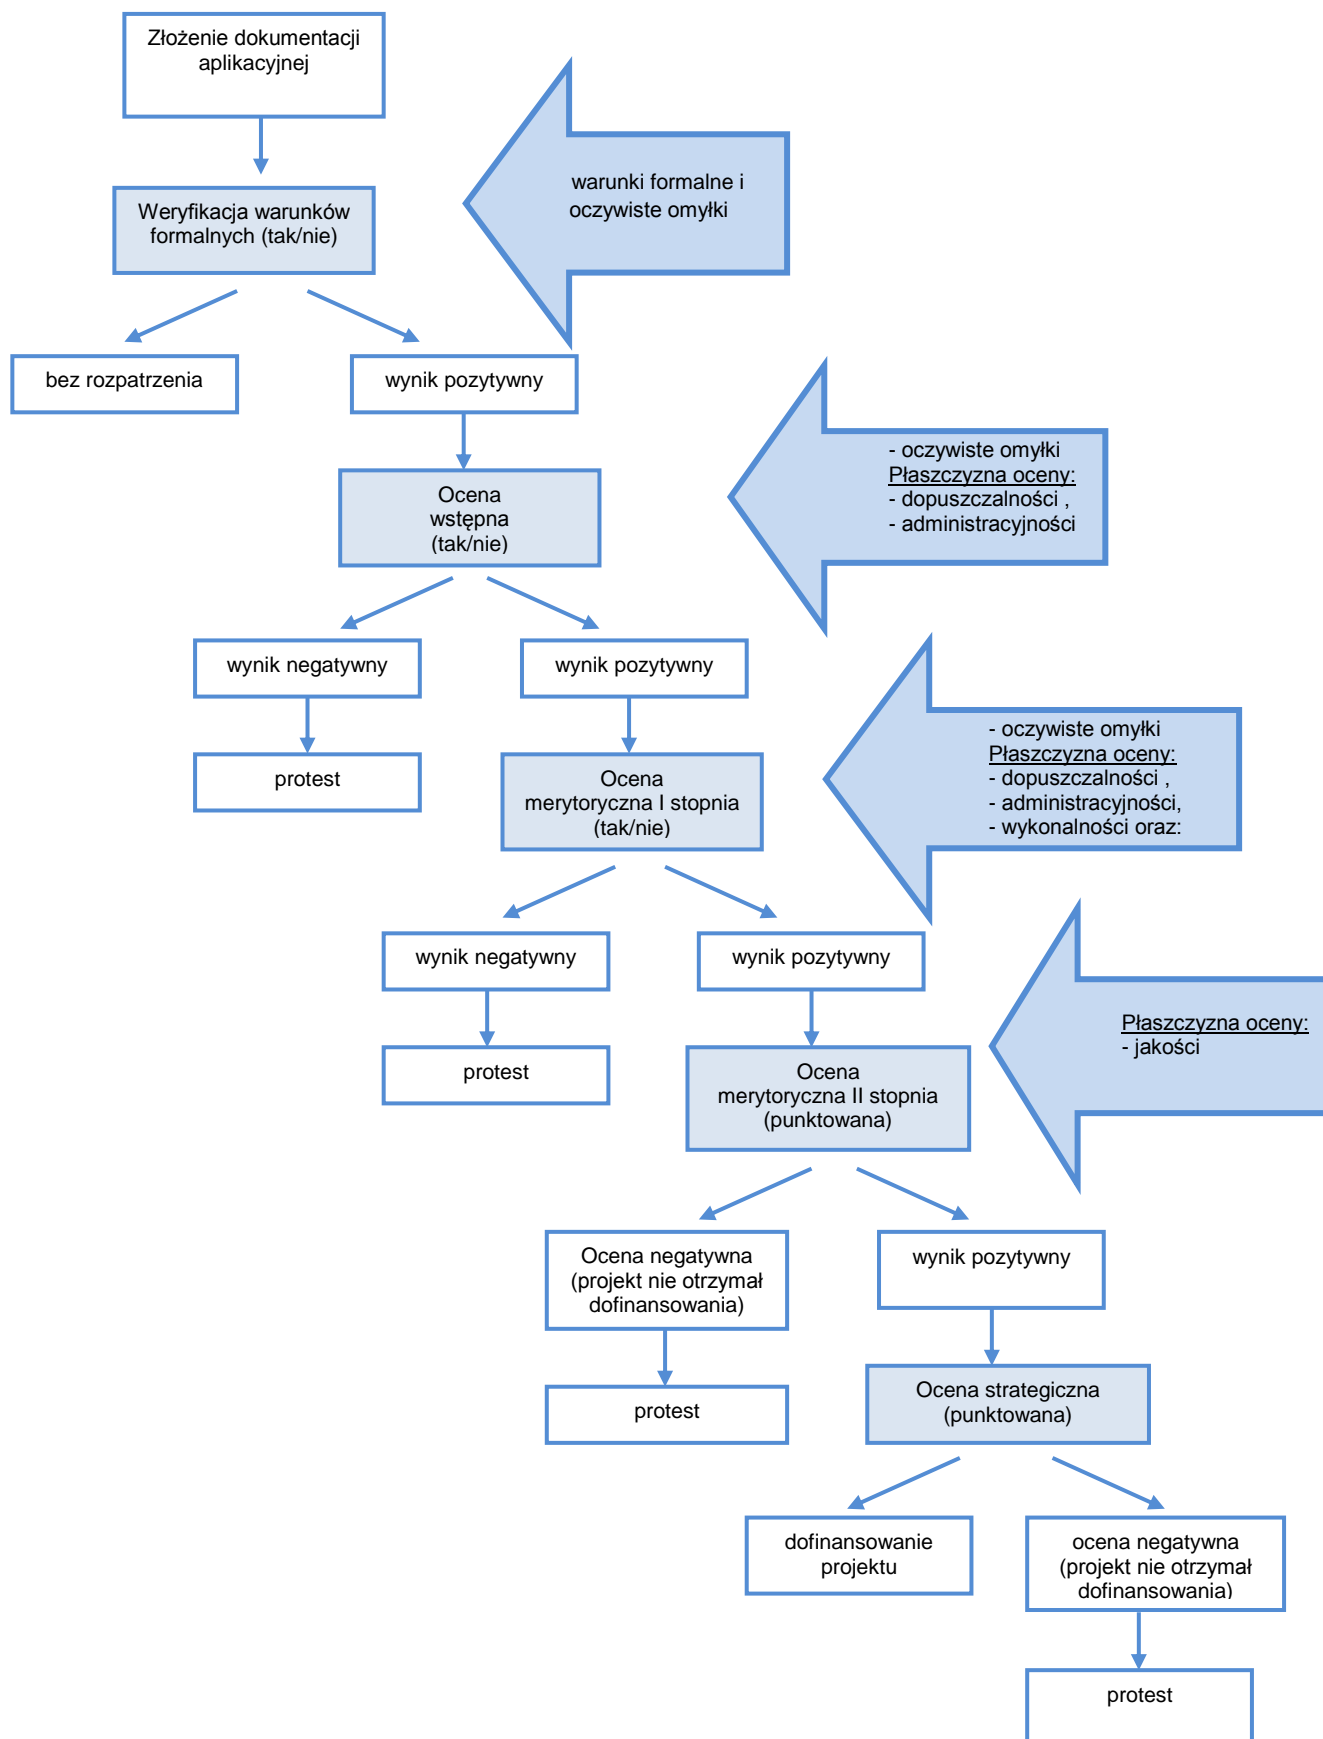 Złożenie dokumentacji
aplikacyjnej
warunki formalne i
oczywiste omyłki
Weryfikacja warunków
formalnych (tak/nie)
bez rozpatrzenia
wynik pozytywny
- oczywiste omyłki
Płaszczyzna oceny:
- dopuszczalności ,
- administracyjności
Ocena
wstępna
(tak/nie)
wynik negatywny
wynik pozytywny
- oczywiste omyłki
Płaszczyzna oceny:
- dopuszczalności ,
- administracyjności,
- wykonalności oraz:
protest
Ocena
merytoryczna I stopnia
(tak/nie)
wynik negatywny
wynik pozytywny
Płaszczyzna oceny:
- jakości
protest
Ocena
merytoryczna II stopnia
(punktowana)
Ocena negatywna
(projekt nie otrzymał
dofinansowania)
wynik pozytywny
protest
Ocena strategiczna
(punktowana)
dofinansowanie
projektu
ocena negatywna
(projekt nie otrzymał
dofinansowania)
protest